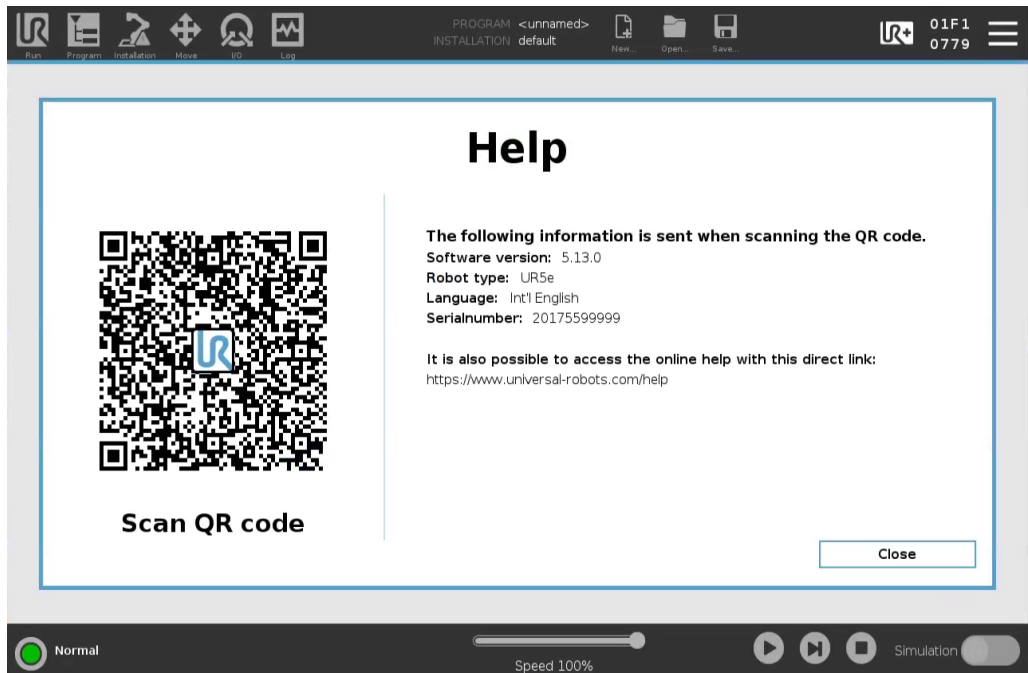 PROGRAM <unnamed>
INSTALLATION default
Run
Program
Installation
Move
I/O
Log
New...
Open...
Save...
UR+
01F1
0779
Help
The following information is sent when scanning the QR code.
Software version: 5.13.0
Robot type: UR5e
Language: Int'l English
Serialnumber: 20175599999
It is also possible to access the online help with this direct link:
https://www.universal-robots.com/help
UR
Scan QR code
Close
Normal
Speed 100%
Simulation